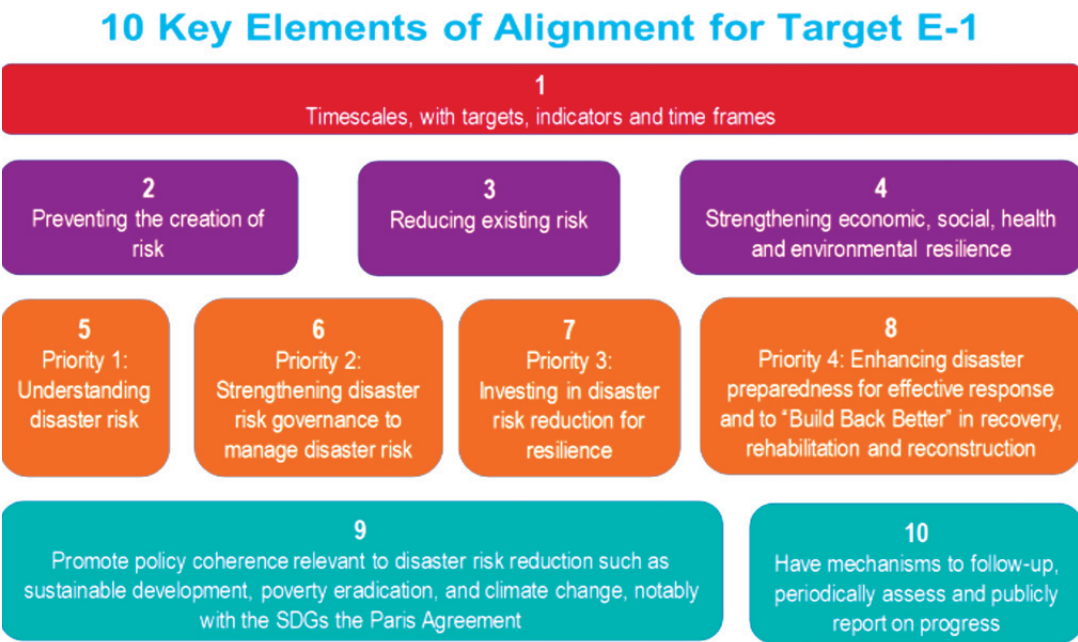 10 Key Elements of Alignment for Target E-1
1
Timescales, with targets, indicators and time frames
2
Preventing the creation of
risk
3
Reducing existing risk
4
Strengthening economic, social, health
and environmental resilience
5
Priority 1:
Understanding
disaster risk
6
Priority 2:
Strengthening disaster
risk governance to
manage disaster risk
7
Priority 3:
Investing in disaster
risk reduction for
resilience
8
Priority 4: Enhancing disaster
preparedness for effective response
and to “Build Back Better” in recovery,
rehabilitation and reconstruction
9
Promote policy coherence relevant to disaster risk reduction such as
sustainable development, poverty eradication, and climate change, notably
with the SDGs the Paris Agreement
10
Have mechanisms to follow-up,
periodically assess and publicly
report on progress